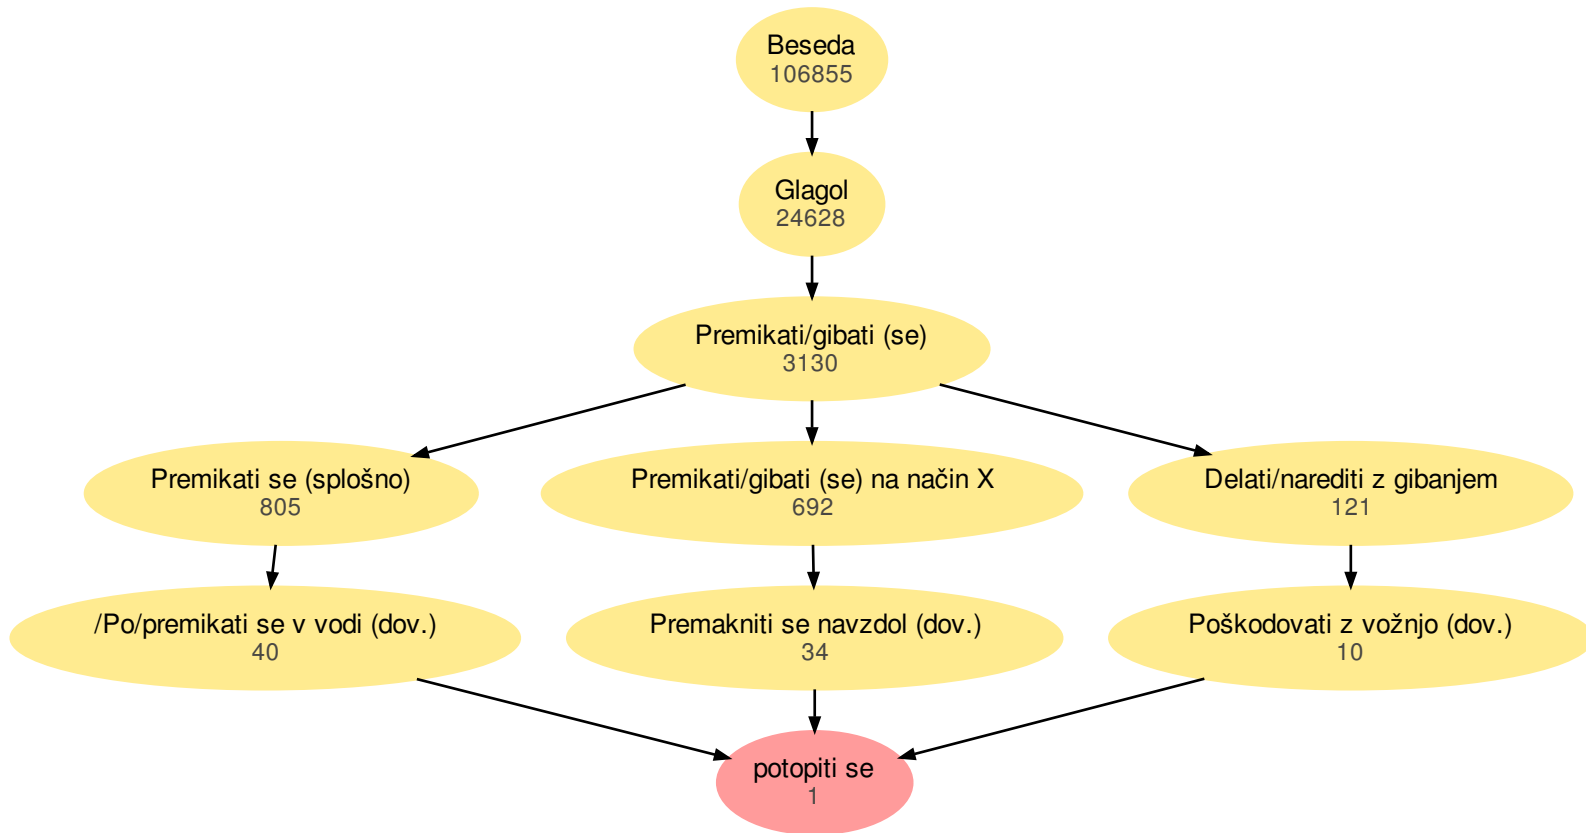 Beseda
106855
Glagol
24628
Premikati/gibati (se)
3130
Premikati se (splošno)
805
Premikati/gibati (se) na način X
692
Delati/narediti z gibanjem
121
/Po/premikati se v vodi (dov.)
40
Premakniti se navzdol (dov.)
34
Poškodovati z vožnjo (dov.)
10
potopiti se
1